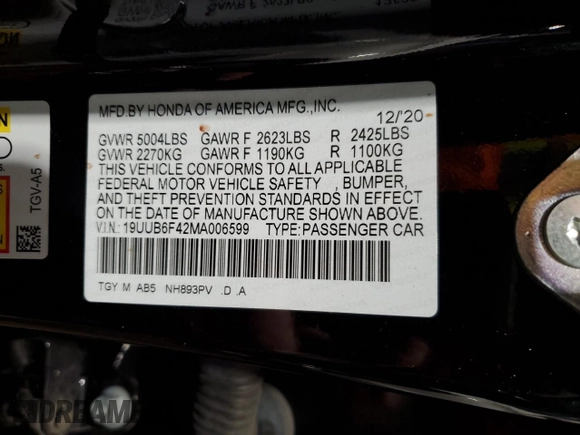 MFD.BY HONDA OF AMERICA MFG.,INC.
12/'20
GVWR 5004LBS GAWR F 2623LBS R 2425LBS
GVWR 2270KG GAWR F 1190KG R 1100KG
THIS VEHICLE CONFORMS TO ALL APPLICABLE
FEDERAL MOTOR VEHICLE SAFETY , BUMPER,
AND THEFT PREVENTION STANDARDS IN EFFECT
ON THE DATE OF MANUFACTURE SHOWN ABOVE.
V.I.N.: 19UUB6F42MA006599 TYPE:PASSENGER CAR
TGY M AB5 NH893PV .D .A
TGV-A5